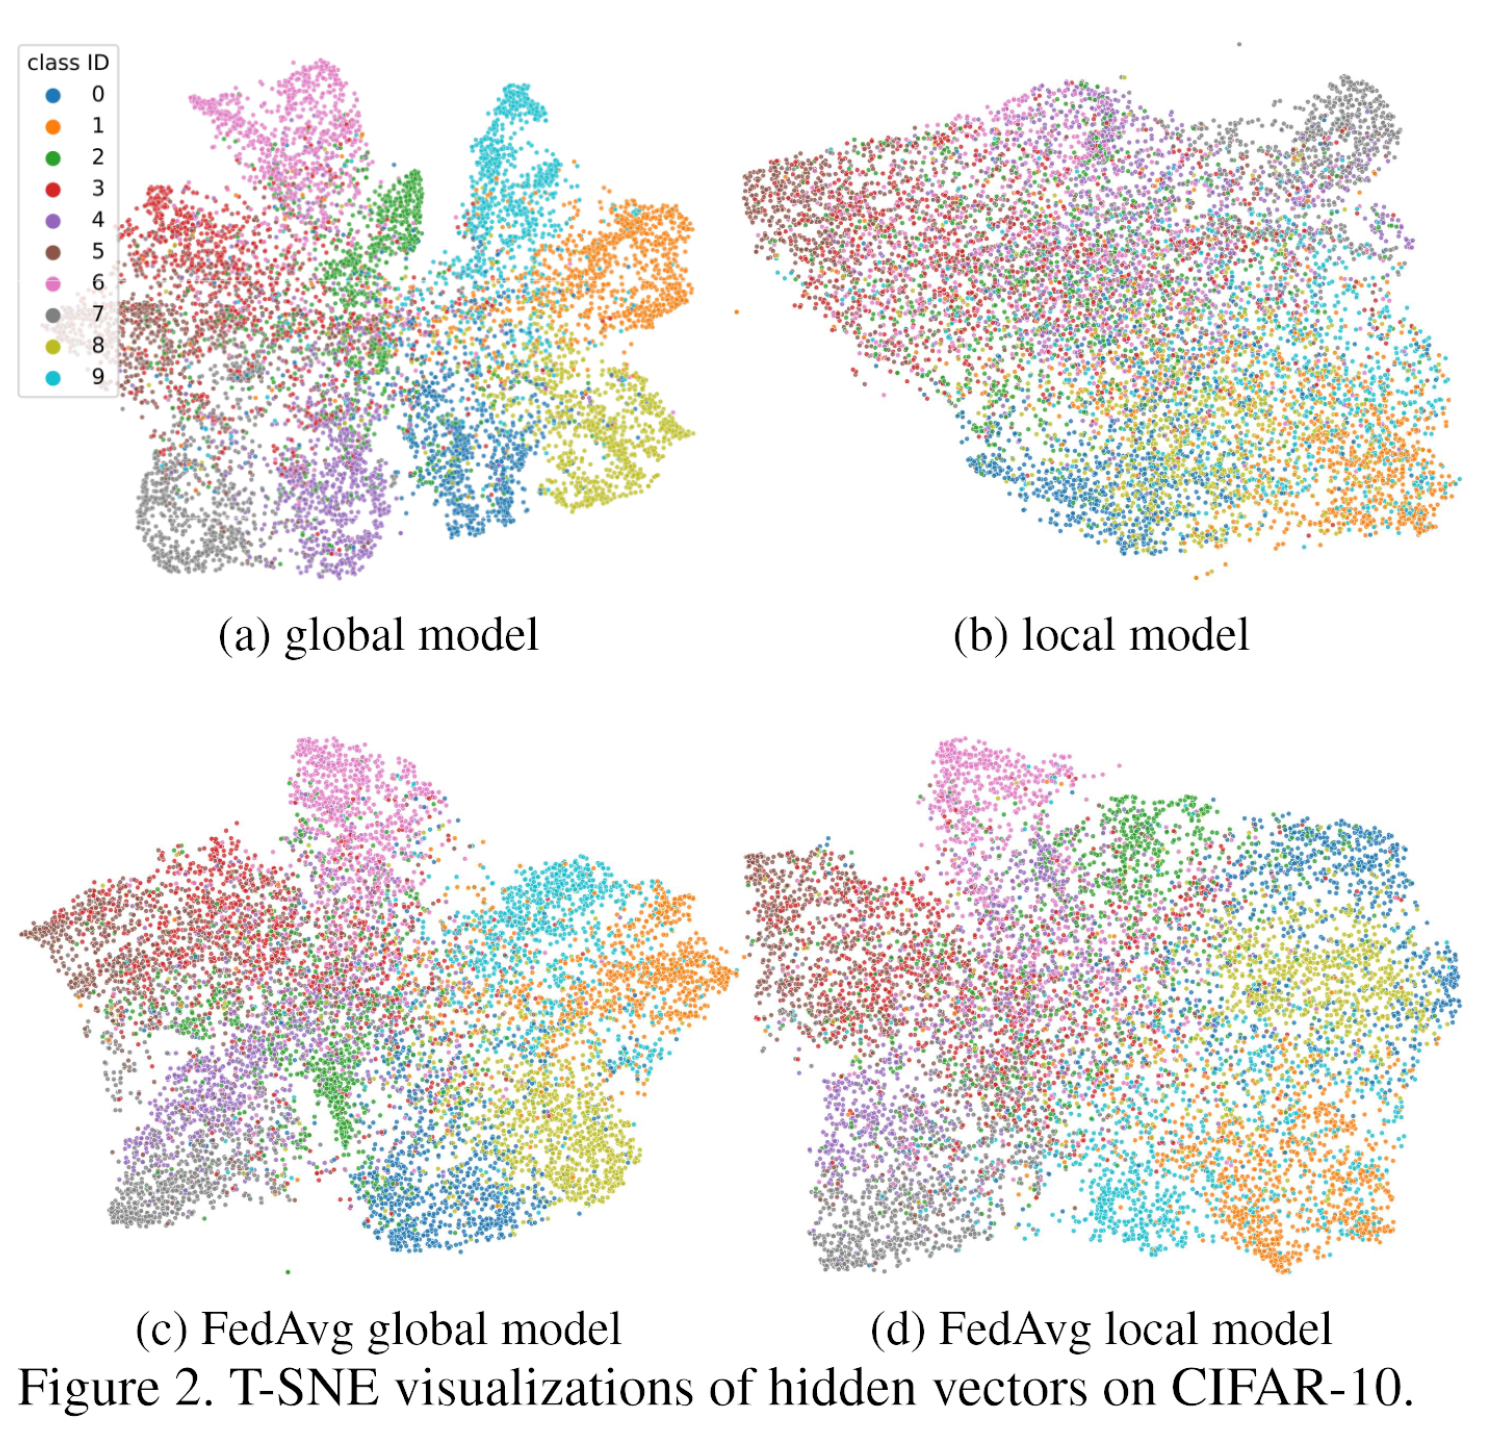 class ID
0
1
2
3
4
5
6
7
8
9
(a) global model
(b) local model
(c) FedAvg global model
(d) FedAvg local model
Figure 2. T-SNE visualizations of hidden vectors on CIFAR-10.